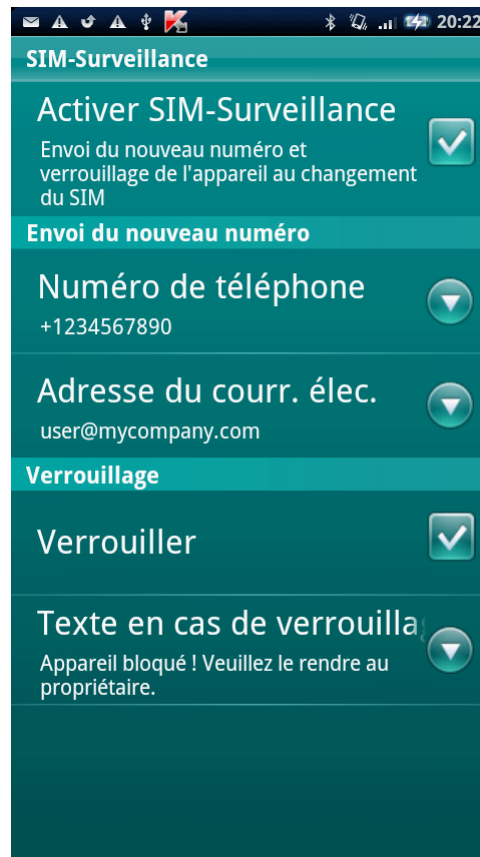 20:22
SIM-Surveillance
Activer SIM-Surveillance
Envoi du nouveau numéro et
verrouillage de l'appareil au changement
du SIM
Envoi du nouveau numéro
Numéro de téléphone
+1234567890
Adresse du courr. élec.
user@mycompany.com
Verrouillage
Verrouiller
Texte en cas de verrouilla
Appareil bloqué ! Veuillez le rendre au
propriétaire.